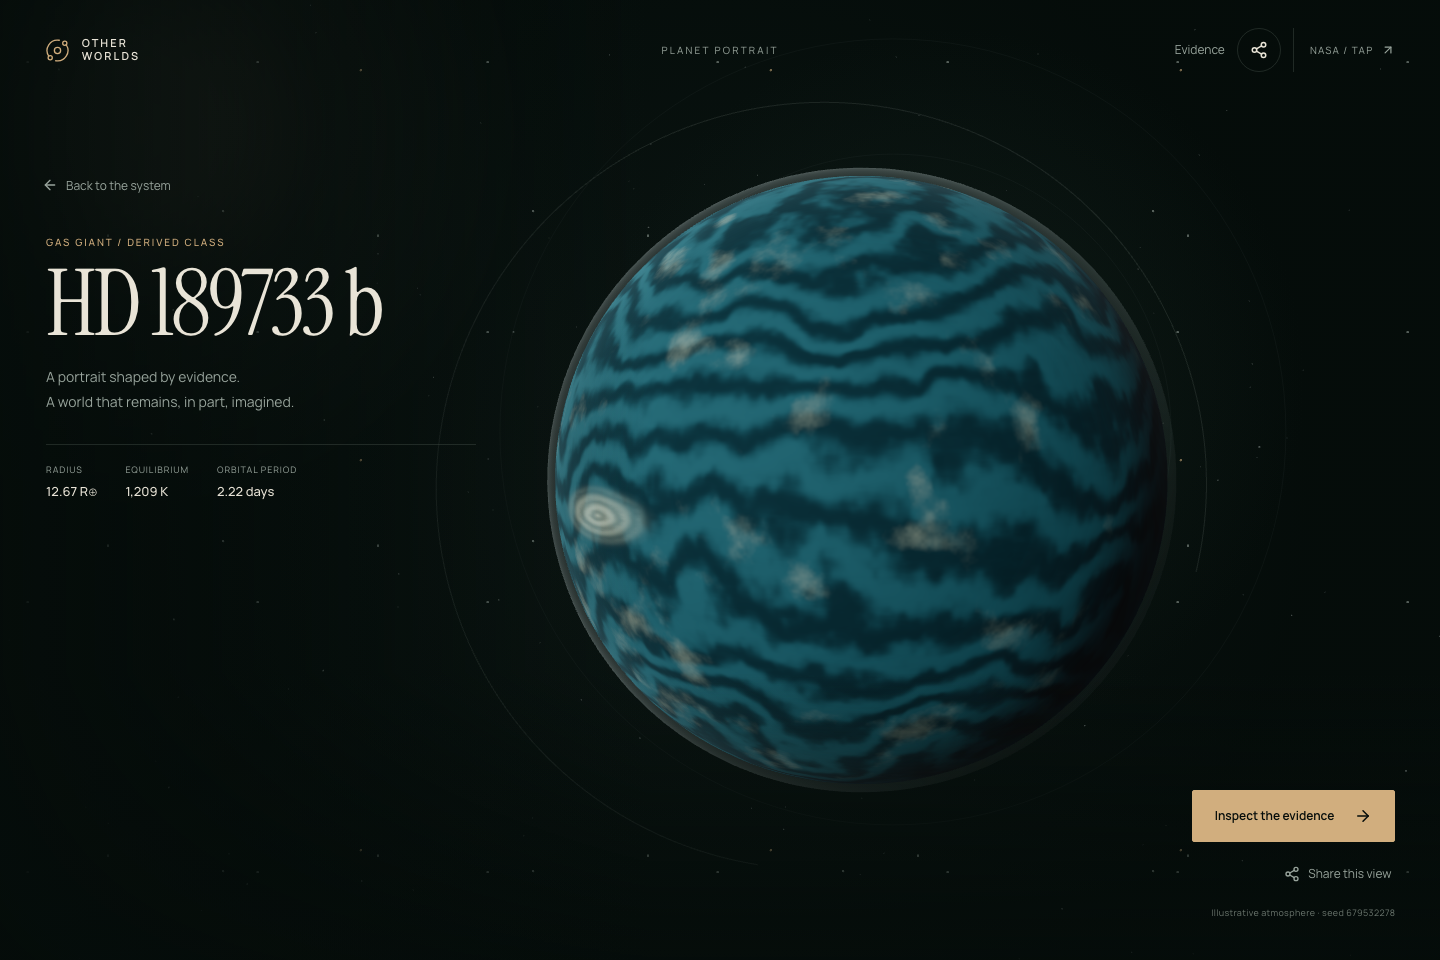 OTHER
WORLDS
PLANET PORTRAIT
Evidence
NASA / TAP
Back to the system
GAS GIANT / DERIVED CLASS
HD 189733 b
A portrait shaped by evidence.
A world that remains, in part, imagined.
RADIUS EQUILIBRIUM ORBITAL PERIOD
12.67 R⊕ 1,209 K 2.22 days
Inspect the evidence
Share this view
Illustrative atmosphere · seed 679532278